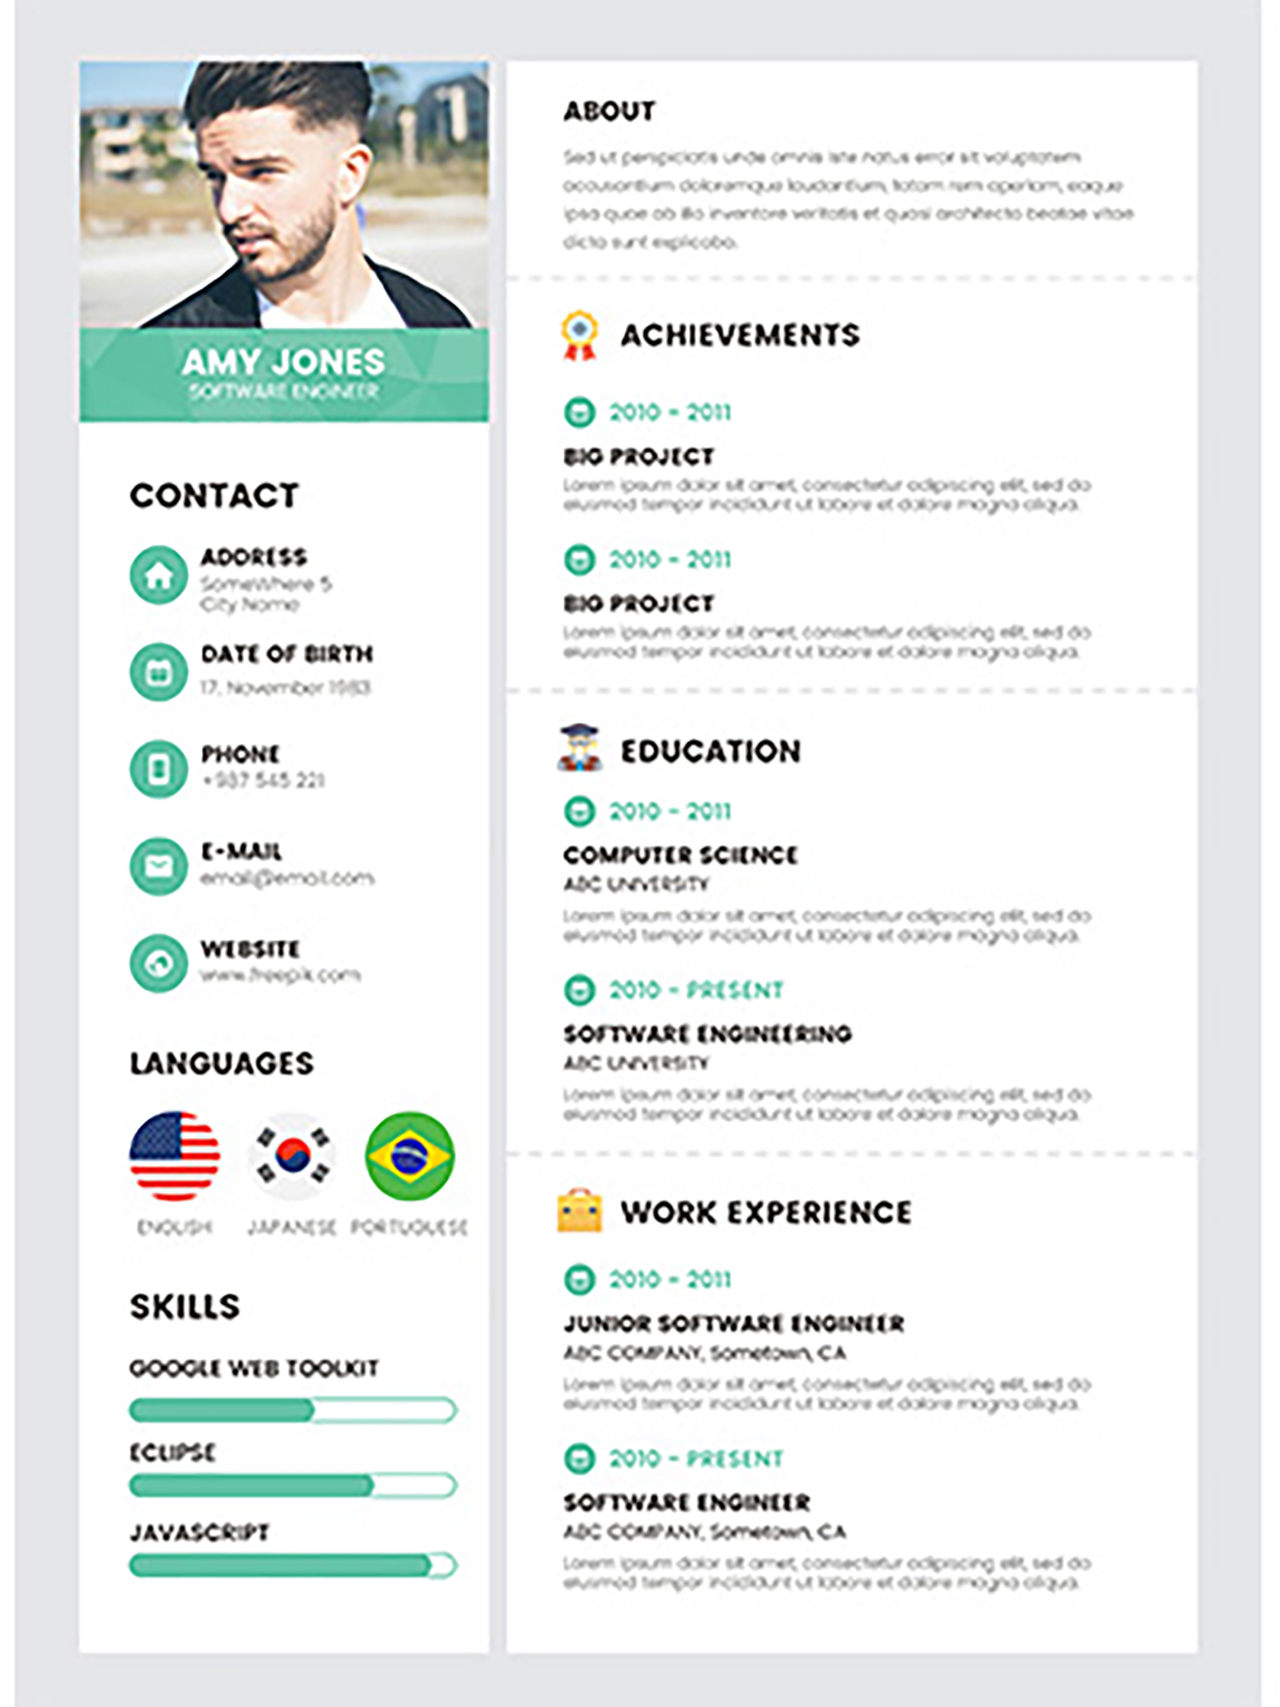 AMY JONES
SOFTWARE ENGINEER
CONTACT
ADDRESS
SomeWhere 5
City Name
DATE OF BIRTH
17, November 1983
PHONE
+987 545 221
E-MAIL
email@email.com
WEBSITE
www.freepik.com
LANGUAGES
ENGLISH JAPANESE PORTUGUESE
SKILLS
GOOGLE WEB TOOLKIT
ECLIPSE
JAVASCRIPT
ABOUT
Sed ut perspiciatis unde omnis iste natus error sit voluptatem
accusantium doloremque laudantium, totam rem aperiam, eaque
ipsa quae ab illo inventore veritatis et quasi architecto beatae vitae
dicta sunt explicabo.
ACHIEVEMENTS
2010 - 2011
BIG PROJECT
Lorem ipsum dolor sit amet, consectetur adipiscing elit, sed do
eiusmod tempor incididunt ut labore et dolore magna aliqua.
2010 - 2011
BIG PROJECT
Lorem ipsum dolor sit amet, consectetur adipiscing elit, sed do
eiusmod tempor incididunt ut labore et dolore magna aliqua.
EDUCATION
2010 - 2011
COMPUTER SCIENCE
ABC UNIVERSITY
Lorem ipsum dolor sit amet, consectetur adipiscing elit, sed do
eiusmod tempor incididunt ut labore et dolore magna aliqua.
2010 - PRESENT
SOFTWARE ENGINEERING
ABC UNIVERSITY
Lorem ipsum dolor sit amet, consectetur adipiscing elit, sed do
eiusmod tempor incididunt ut labore et dolore magna aliqua.
WORK EXPERIENCE
2010 - 2011
JUNIOR SOFTWARE ENGINEER
ABC COMPANY, Sometown, CA
Lorem ipsum dolor sit amet, consectetur adipiscing elit, sed do
eiusmod tempor incididunt ut labore et dolore magna aliqua.
2010 - PRESENT
SOFTWARE ENGINEER
ABC COMPANY, Sometown, CA
Lorem ipsum dolor sit amet, consectetur adipiscing elit, sed do
eiusmod tempor incididunt ut labore et dolore magna aliqua.